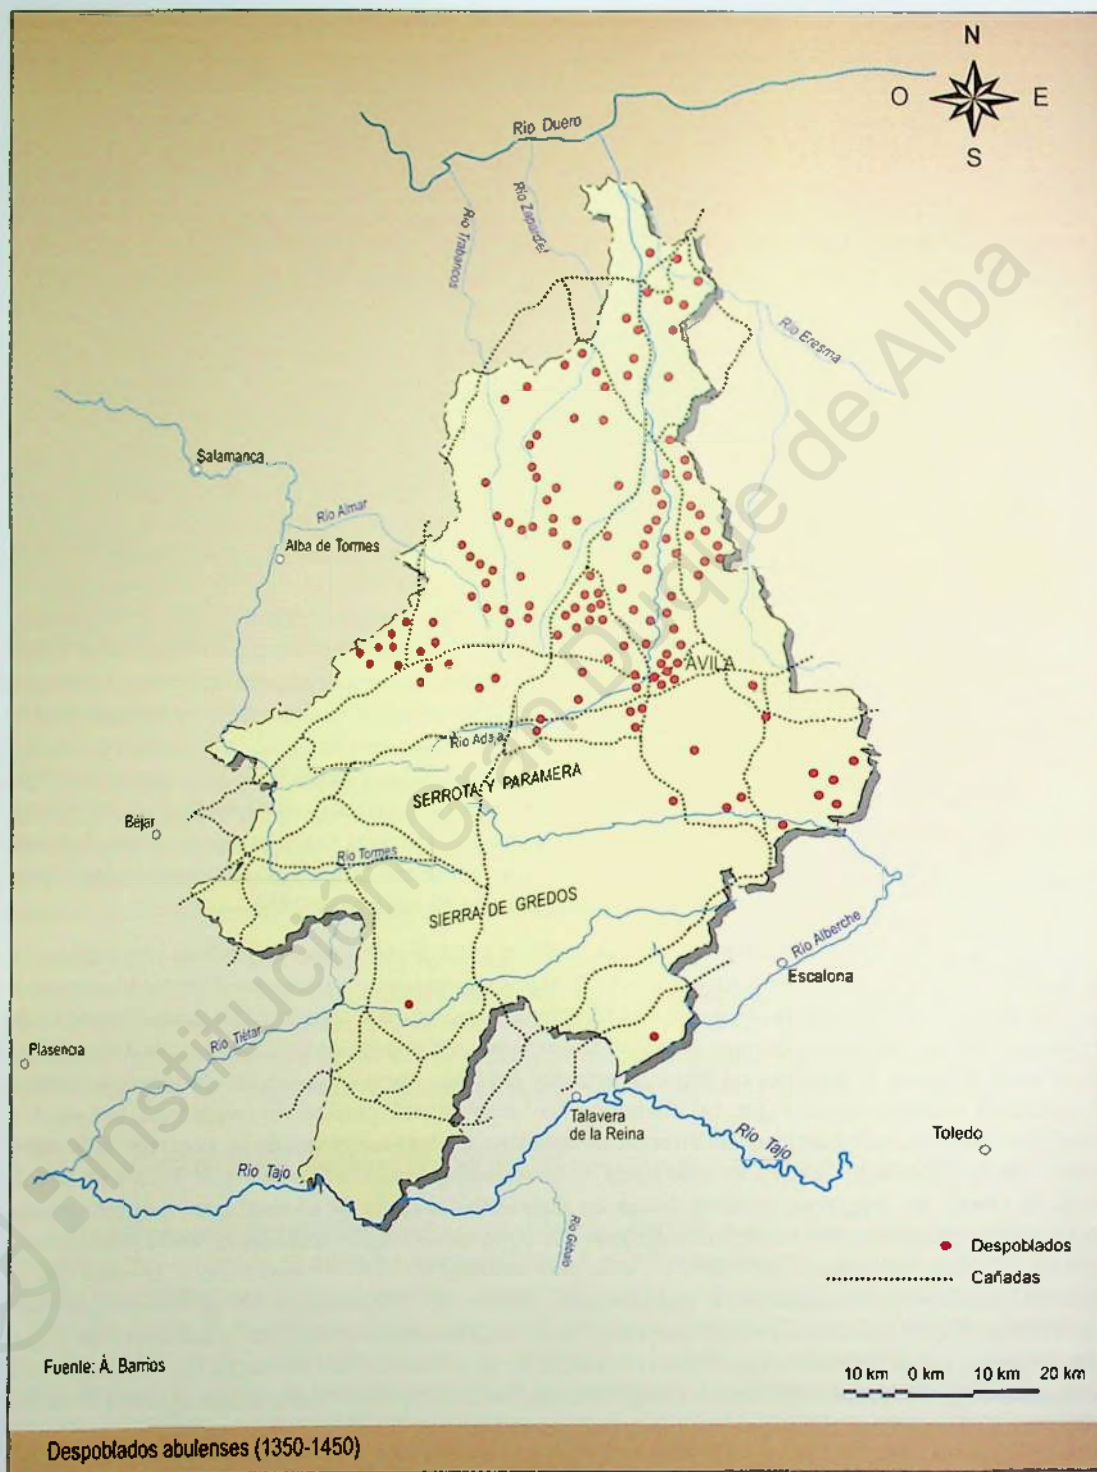 N
O
E
S
Río Duero
Río Zapardiel
Río Trabancos
Río Eresma
Salamanca
Río Almar
Alba de Tormes
ÁVILA
Río Adaja
SERROTA Y PARAMERA
Béjar
Río Tormes
SIERRA DE GREDOS
Río Alberche
Escalona
Río Tiétar
Plasencia
Talavera
de la Reina
Río Tajo
Toledo
Río Tajo
Río Gébalo
Despoblados
Cañadas
Fuente: Á. Barrios
10 km 0 km 10 km 20 km
Despoblados abulenses (1350-1450)
Institución Gran Duque de Alba